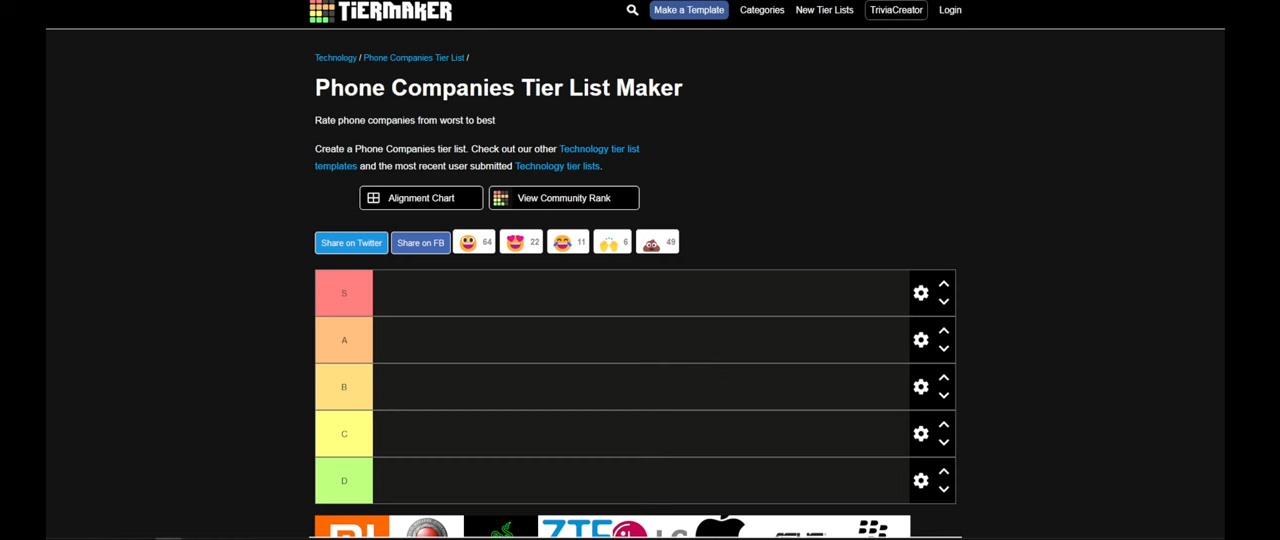 TiERMAKER
Make a Template Categories New Tier Lists TriviaCreator Login
Technology / Phone Companies Tier List /
Phone Companies Tier List Maker
Rate phone companies from worst to best
Create a Phone Companies tier list. Check out our other Technology tier list
templates and the most recent user submitted Technology tier lists.
Alignment Chart View Community Rank
Share on Twitter Share on FB 64 22 11 6 49
S
A
B
C
D
ZTE LG